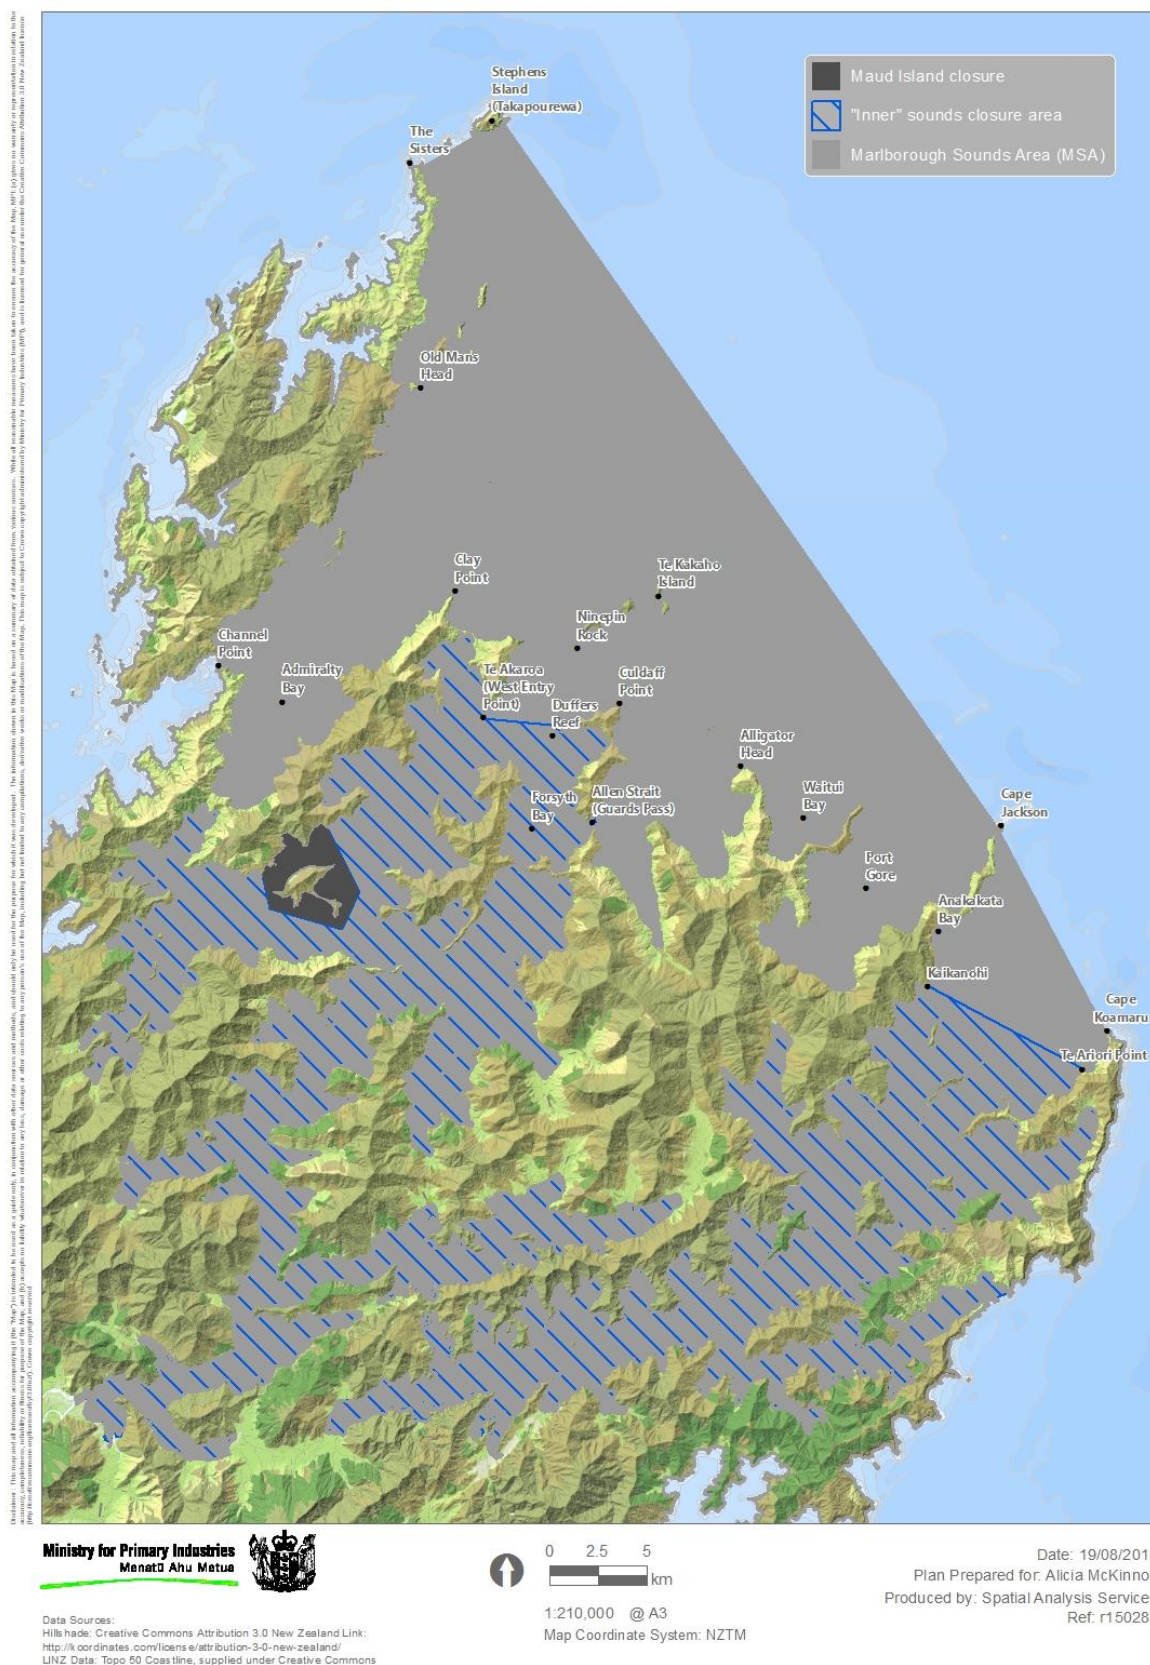 Stephens
Island
(Takapourewa)
The
Sisters
Maud Island closure
"Inner" sounds closure area
Marlborough Sounds Area (MSA)
Old Mans
Head
Clay
Point
Te Kakaho
Island
Ninepin
Rock
Channel
Point
Admiralty
Bay
Te Akaroa
(West Entry
Point)
Culdaff
Point
Duffers
Reef
Alligator
Head
Waitui
Bay
Cape
Jackson
Forsyth
Bay
Allen Strait
(Guards Pass)
Port
Gore
Anakakata
Bay
Kaikanohi
Cape
Koamaru
Te Ariori Point
Ministry for Primary Industries
Manatū Ahu Matua
Data Sources:
Hillshade: Creative Commons Attribution 3.0 New Zealand Link:
http://koordinates.com/license/attribution-3-0-new-zealand/
LINZ Data: Topo 50 Coastline, supplied under Creative Commons
0 2.5 5
km
1:210,000 @ A3
Map Coordinate System: NZTM
Date: 19/08/201
Plan Prepared for: Alicia McKinno
Produced by: Spatial Analysis Service
Ref: r15028